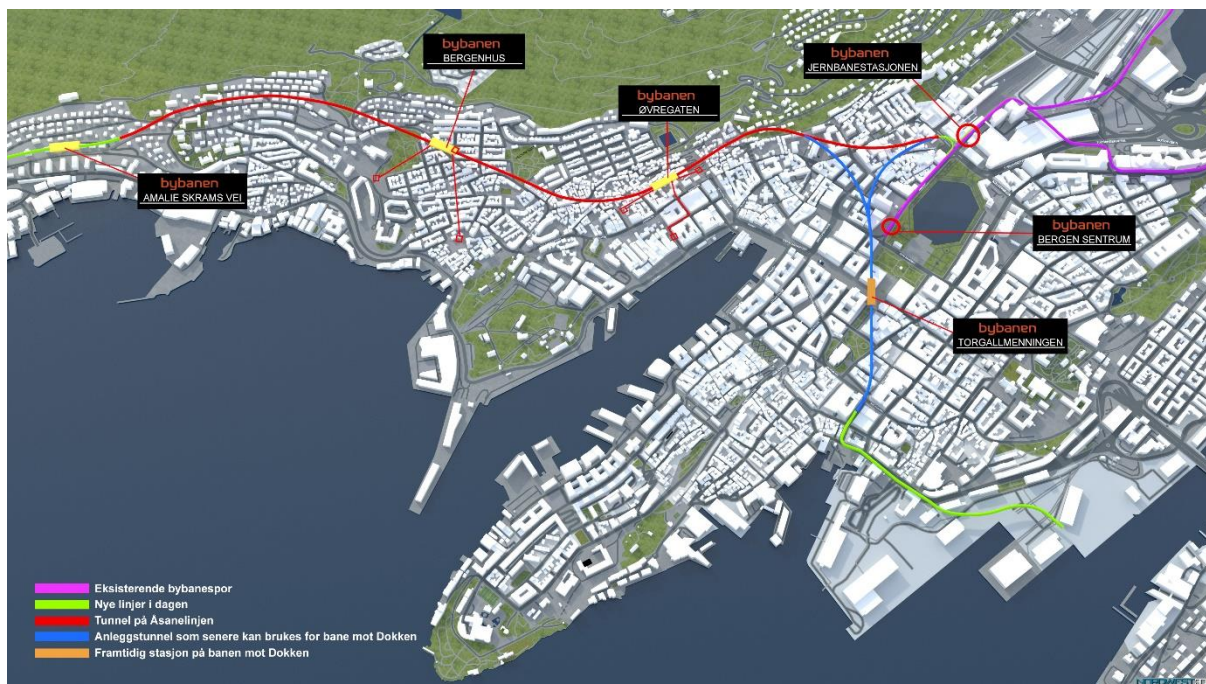 bybanen
BERGENHUS
bybanen
JERNBANESTASJONEN
bybanen
ØVREGATEN
bybanen
AMALIE SKRAMS VEI
bybanen
BERGEN SENTRUM
bybanen
TORGALLMENNINGEN
Eksisterende bybanespor
Nye linjer i dagen
Tunnel på Åsanelinjen
Anleggstunnel som senere kan brukes for bane mot Dokken
Framtidig stasjon på banen mot Dokken